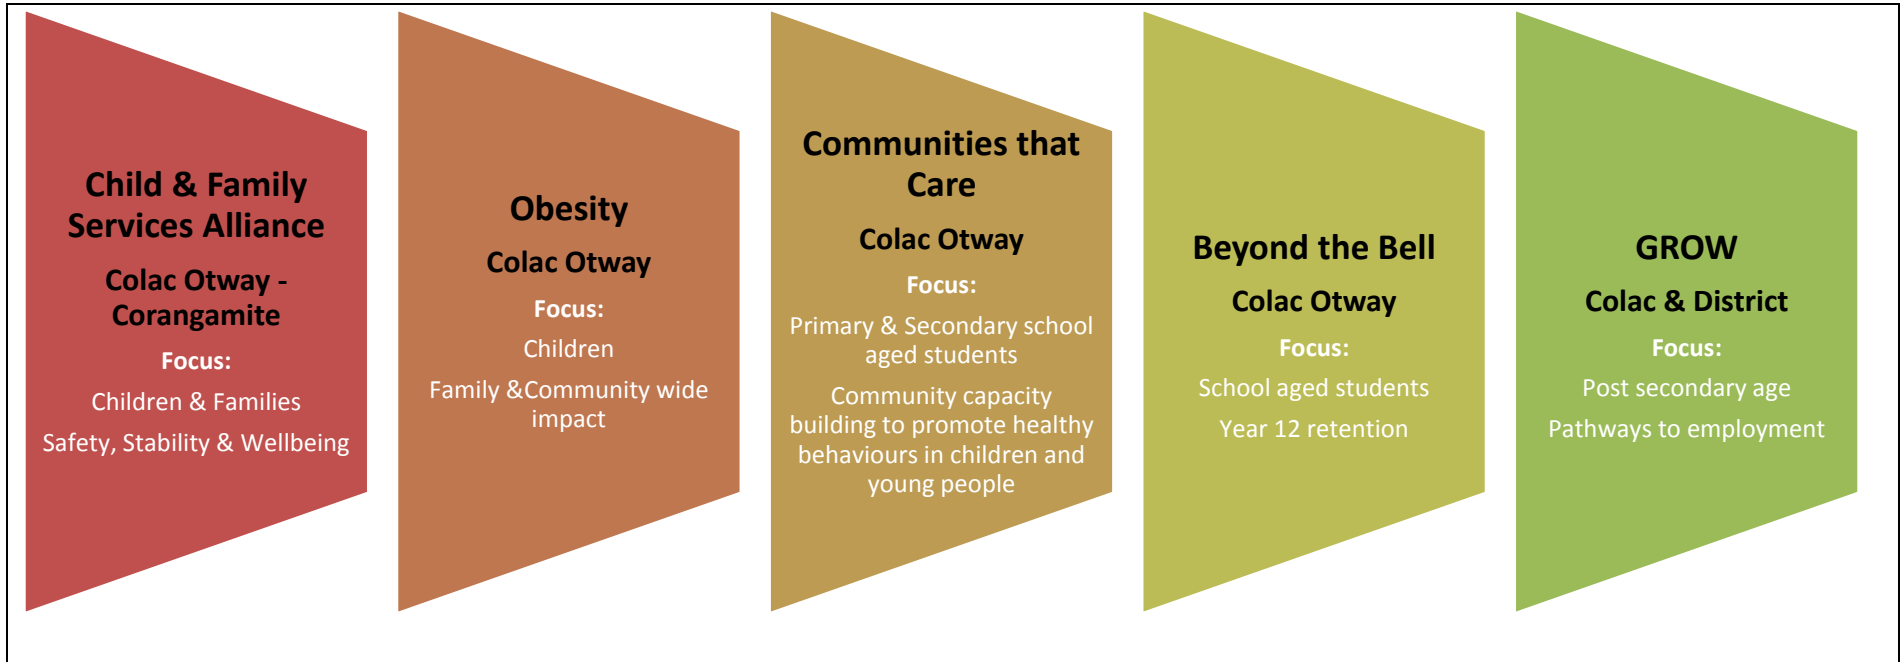 Child & Family
Services Alliance
Colac Otway -
Corangamite
Focus:
Children & Families
Safety, Stability & Wellbeing
Obesity
Colac Otway
Focus:
Children
Family &Community wide
impact
Communities that
Care
Colac Otway
Focus:
Primary & Secondary school
aged students
Community capacity
building to promote healthy
behaviours in children and
young people
Beyond the Bell
Colac Otway
Focus:
School aged students
Year 12 retention
GROW
Colac & District
Focus:
Post secondary age
Pathways to employment